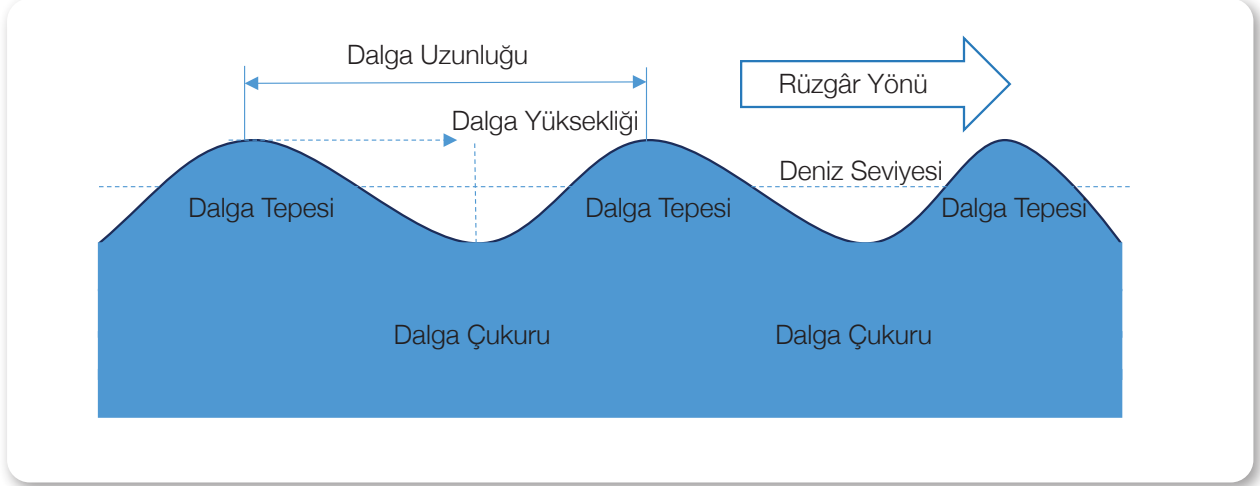 Dalga Uzunluğu
Rüzgâr Yönü
Dalga Yüksekliği
Deniz Seviyesi
Dalga Tepesi
Dalga Tepesi
Dalga Tepesi
Dalga Çukuru
Dalga Çukuru